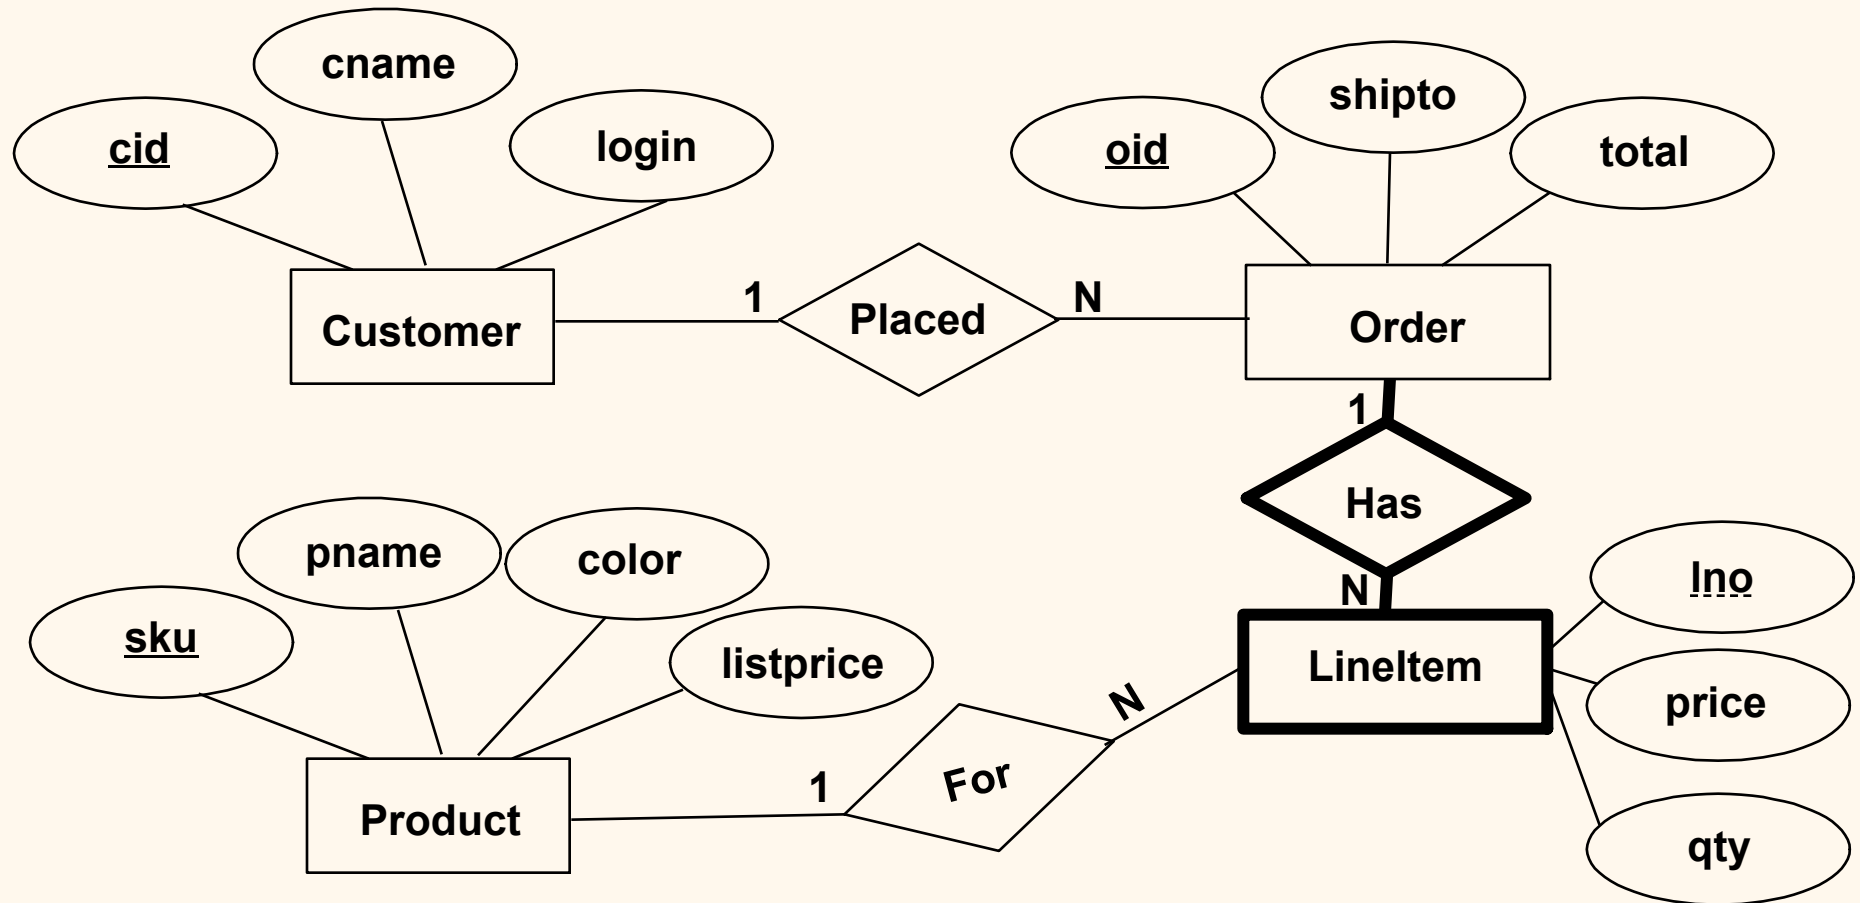 cname
shipto
cid
login
oid
total
1
N
Customer
Placed
Order
1
Has
pname
color
lno
N
sku
listprice
LineItem
N
price
1
For
Product
qty